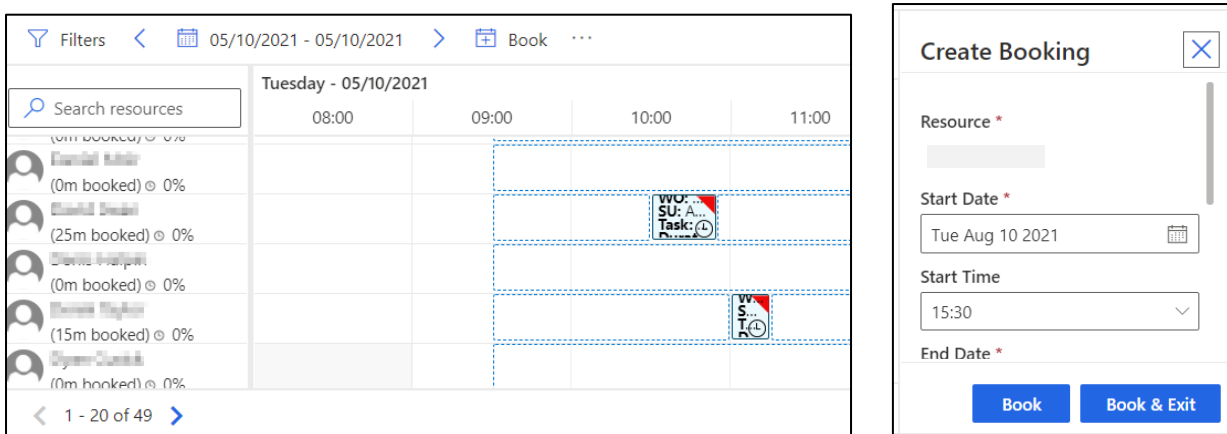 Filters 05/10/2021 - 05/10/2021 Book ...
Tuesday - 05/10/2021
Search resources
08:00 09:00 10:00 11:00
(0m booked) 0%
(0m booked) 0%
WO: ...
SU: A...
Task:
(25m booked) 0%
(0m booked) 0%
W...
S...
T...
(15m booked) 0%
(0m booked) 0%
1 - 20 of 49
Create Booking
Resource *
Start Date *
Tue Aug 10 2021
Start Time
15:30
End Date *
Book Book & Exit